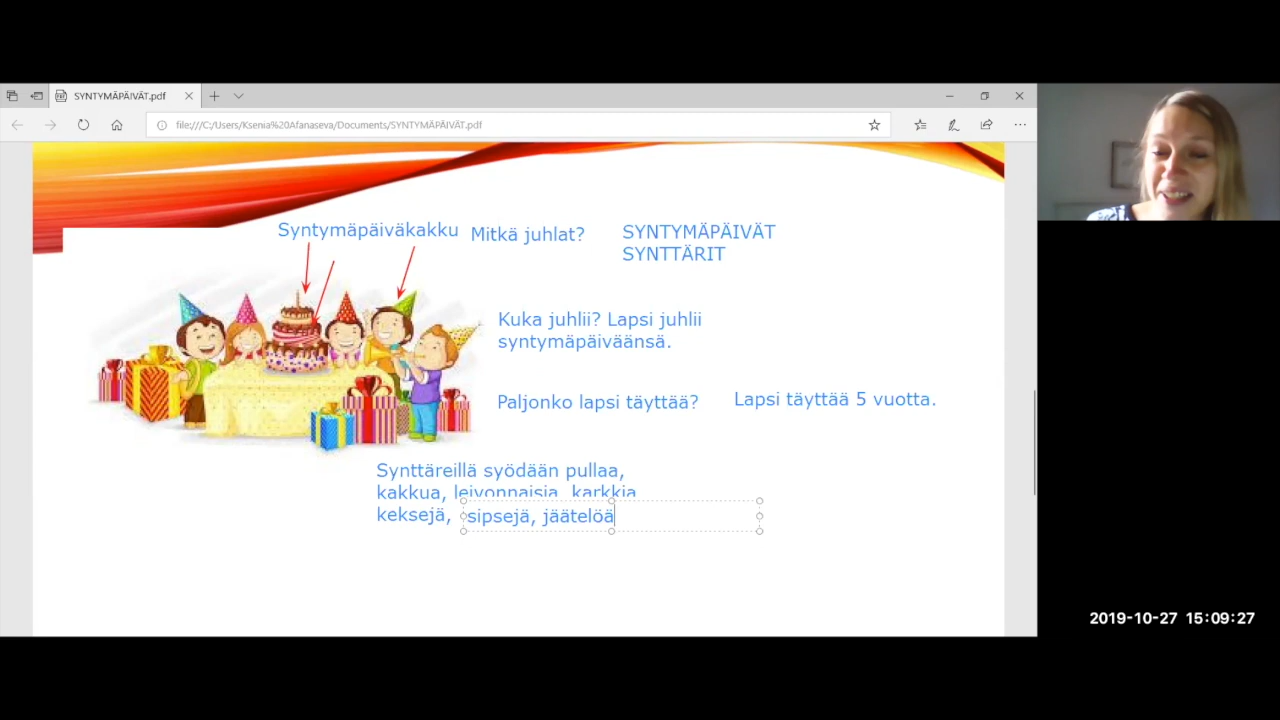 SYNTYMÄPÄIVÄT.pdf
file:///C:/Users/Ksenia%20Afanaseva/Documents/SYNTYMÄPÄIVÄT.pdf
Syntymäpäiväkakku
Mitkä juhlat?
SYNTYMÄPÄIVÄT
SYNTTÄRIT
Kuka juhlii? Lapsi juhlii
syntymäpäiväänsä.
Paljonko lapsi täyttää?
Lapsi täyttää 5 vuotta.
Synttäreillä syödään pullaa,
kakkua, leivonnaisia, karkkia
keksejä,
sipsejä, jäätelöä
2019-10-27 15:09:27